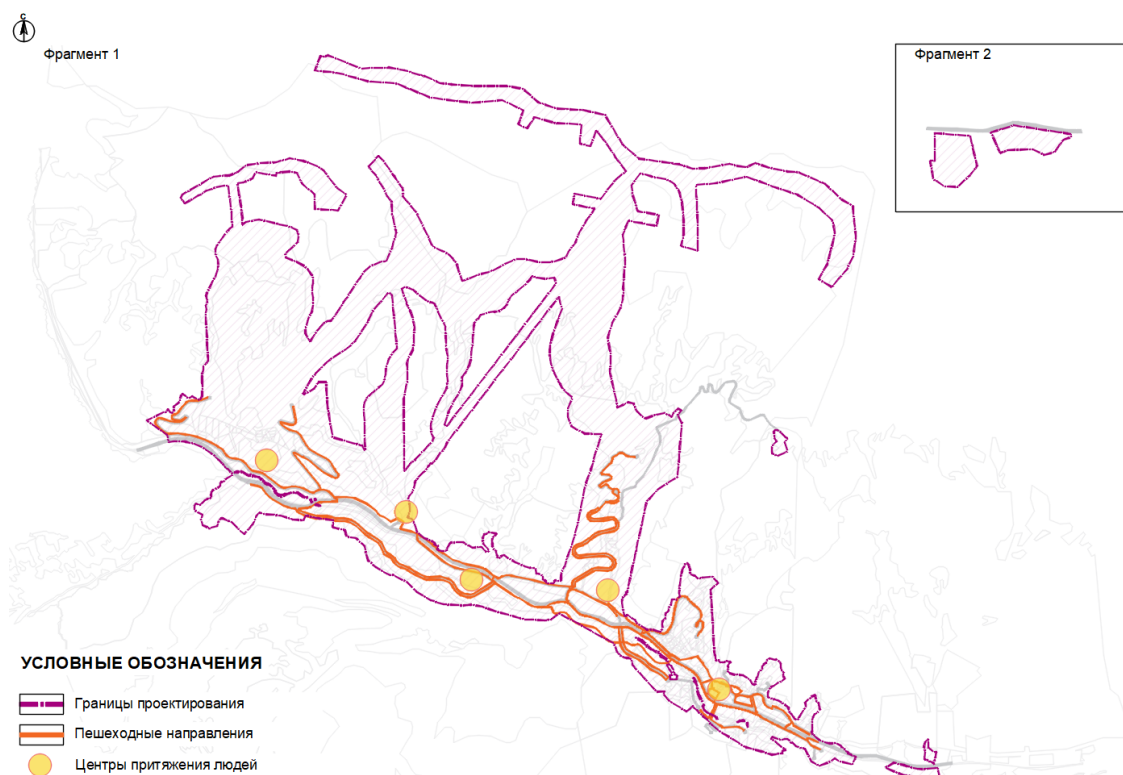 С
Фрагмент 1
Фрагмент 2
УСЛОВНЫЕ ОБОЗНАЧЕНИЯ
Границы проектирования
Пешеходные направления
Центры притяжения людей